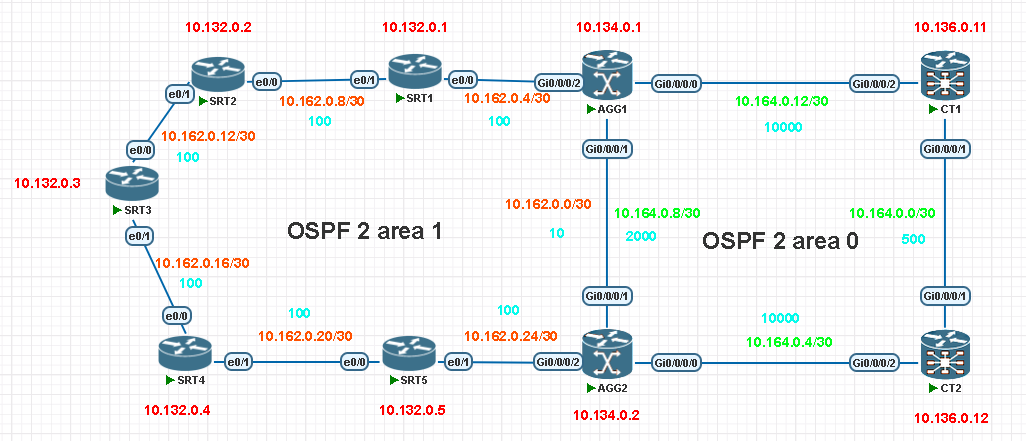 10.132.0.2
10.132.0.1
10.134.0.1
10.136.0.11
e0/0
e0/1
e0/0
Gi0/0/0/2
Gi0/0/0/0
Gi0/0/0/2
e0/1
SRT2
SRT1
AGG1
CT1
10.162.0.8/30
10.162.0.4/30
10.164.0.12/30
100
100
10000
10.162.0.12/30
e0/0
100
Gi0/0/0/1
Gi0/0/0/1
10.132.0.3
SRT3
10.162.0.0/30
10.164.0.8/30
10.164.0.0/30
e0/1
OSPF 2 area 1
10
2000
OSPF 2 area 0
500
10.162.0.16/30
100
Gi0/0/0/1
Gi0/0/0/1
e0/0
100
100
10000
10.162.0.20/30
10.162.0.24/30
10.164.0.4/30
e0/1
e0/0
e0/1
Gi0/0/0/2
Gi0/0/0/0
Gi0/0/0/2
SRT4
SRT5
AGG2
CT2
10.132.0.4
10.132.0.5
10.134.0.2
10.136.0.12